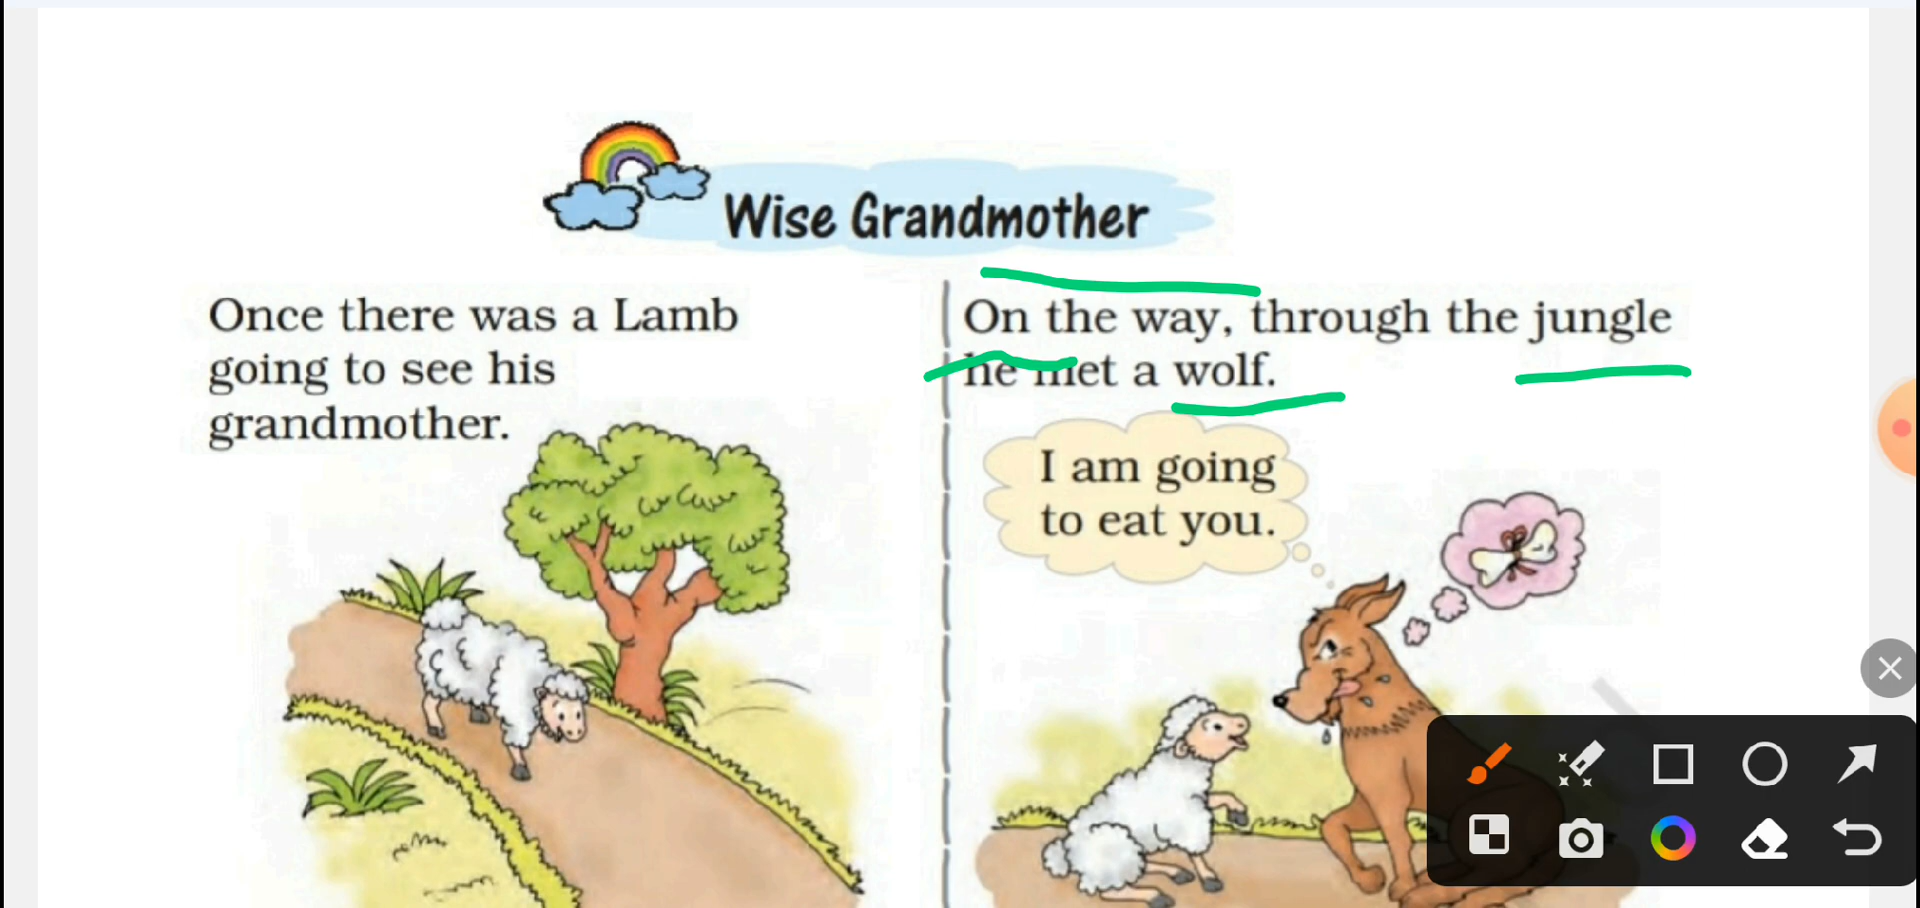 Wise Grandmother
Once there was a Lamb
going to see his
grandmother.
On the way, through the jungle
he met a wolf.
I am going
to eat you.